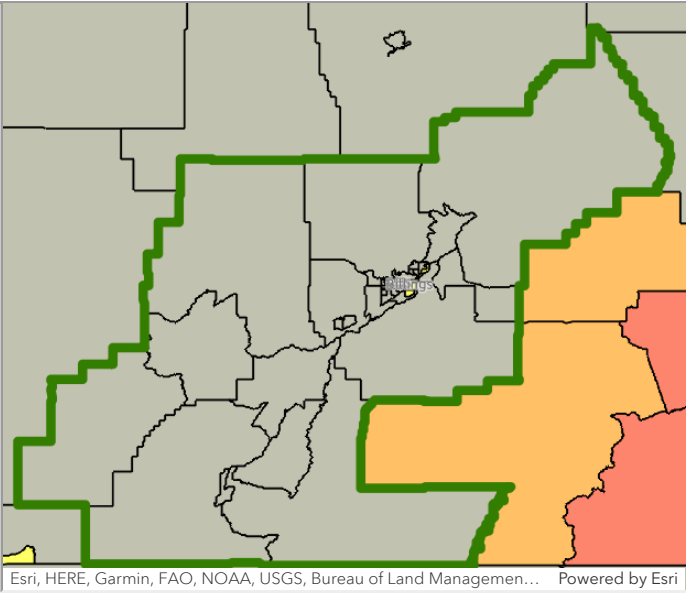 Billings
Esri, HERE, Garmin, FAO, NOAA, USGS, Bureau of Land Managemen... Powered by Esri